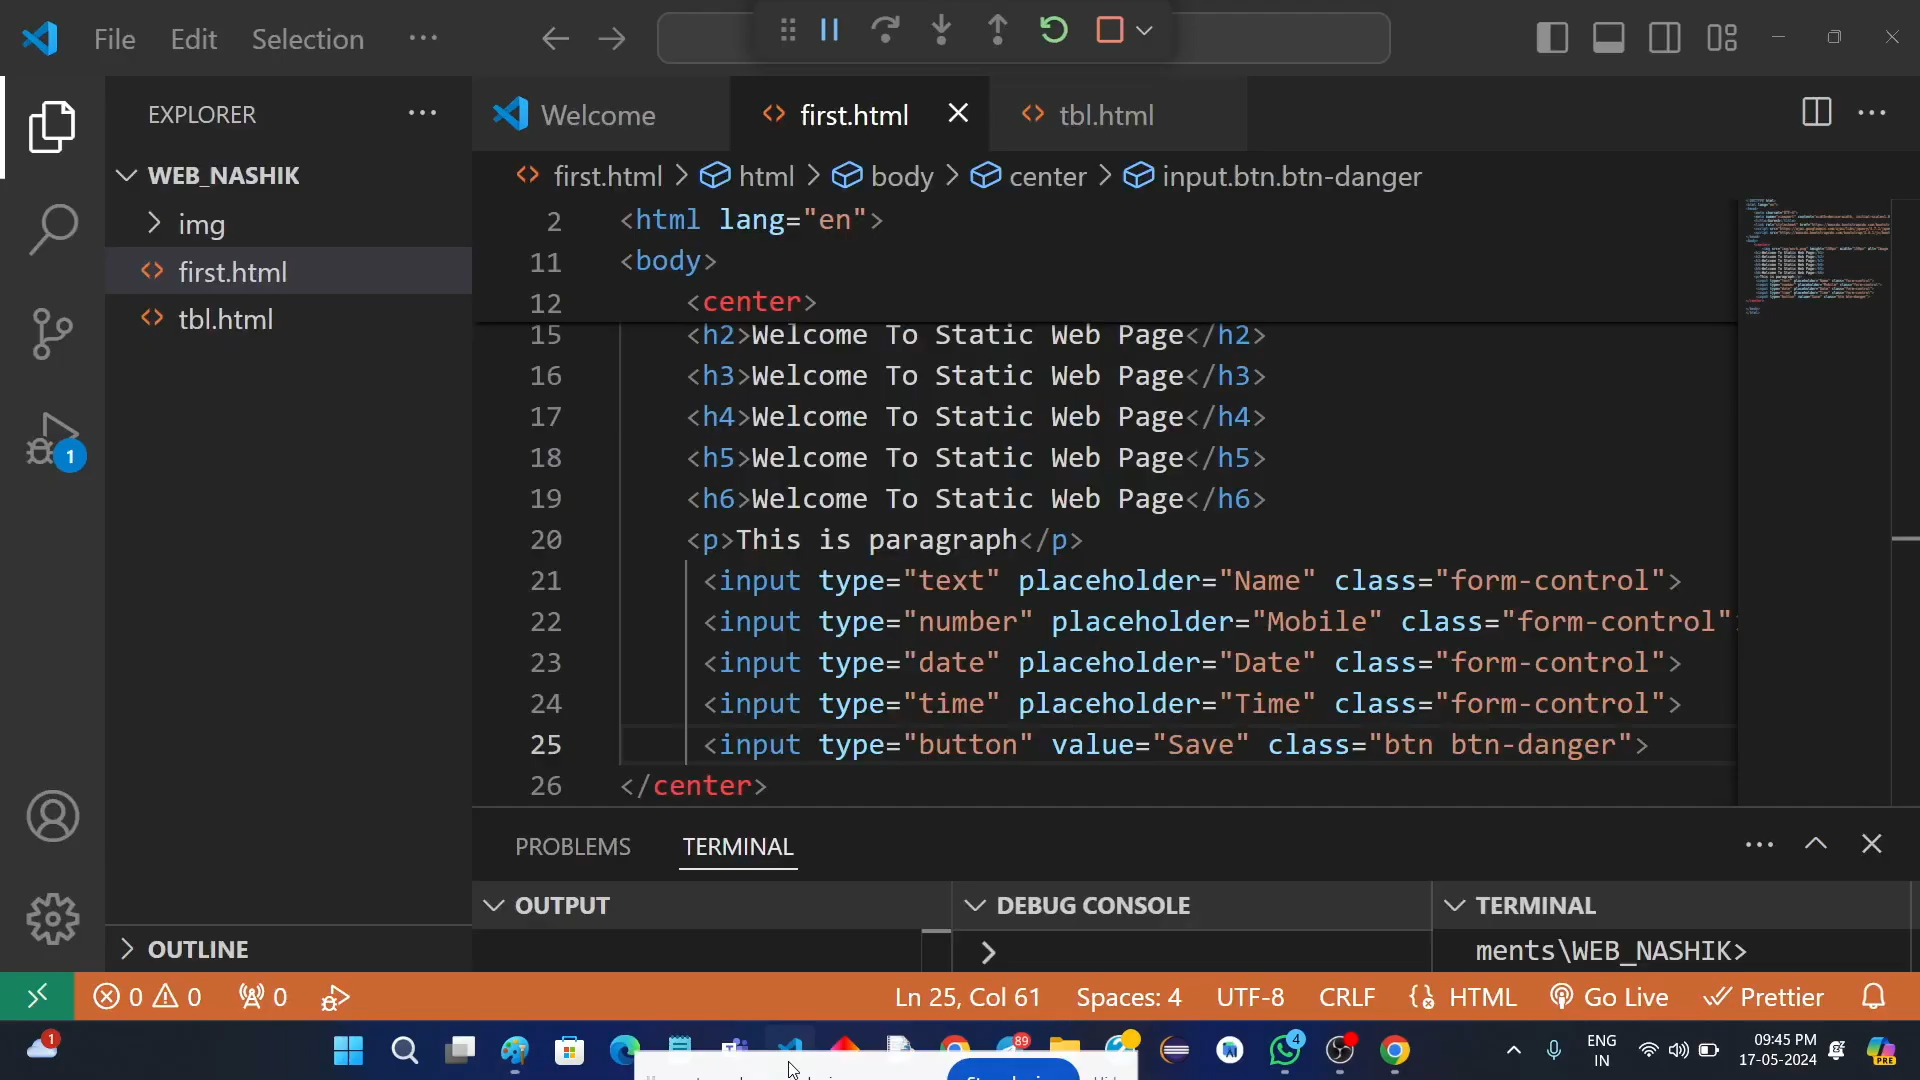 File Edit Selection ...
EXPLORER
Welcome
first.html
tbl.html
WEB_NASHIK
first.html > html > body > center > input.btn.btn-danger
img
first.html
tbl.html
2 <html lang="en">
11 <body>
12 <center>
15 <h2>Welcome To Static Web Page</h2>
16 <h3>Welcome To Static Web Page</h3>
17 <h4>Welcome To Static Web Page</h4>
18 <h5>Welcome To Static Web Page</h5>
19 <h6>Welcome To Static Web Page</h6>
20 <p>This is paragraph</p>
21 <input type="text" placeholder="Name" class="form-control">
22 <input type="number" placeholder="Mobile" class="form-control"
23 <input type="date" placeholder="Date" class="form-control">
24 <input type="time" placeholder="Time" class="form-control">
25 <input type="button" value="Save" class="btn btn-danger">
26 </center>
1
PROBLEMS TERMINAL
OUTPUT
DEBUG CONSOLE
TERMINAL
ments\WEB_NASHIK>
OUTLINE
0 0 0
Ln 25, Col 61 Spaces: 4 UTF-8 CRLF HTML Go Live Prettier
1
89
4
ENG
IN
09:45 PM
17-05-2024
PRE